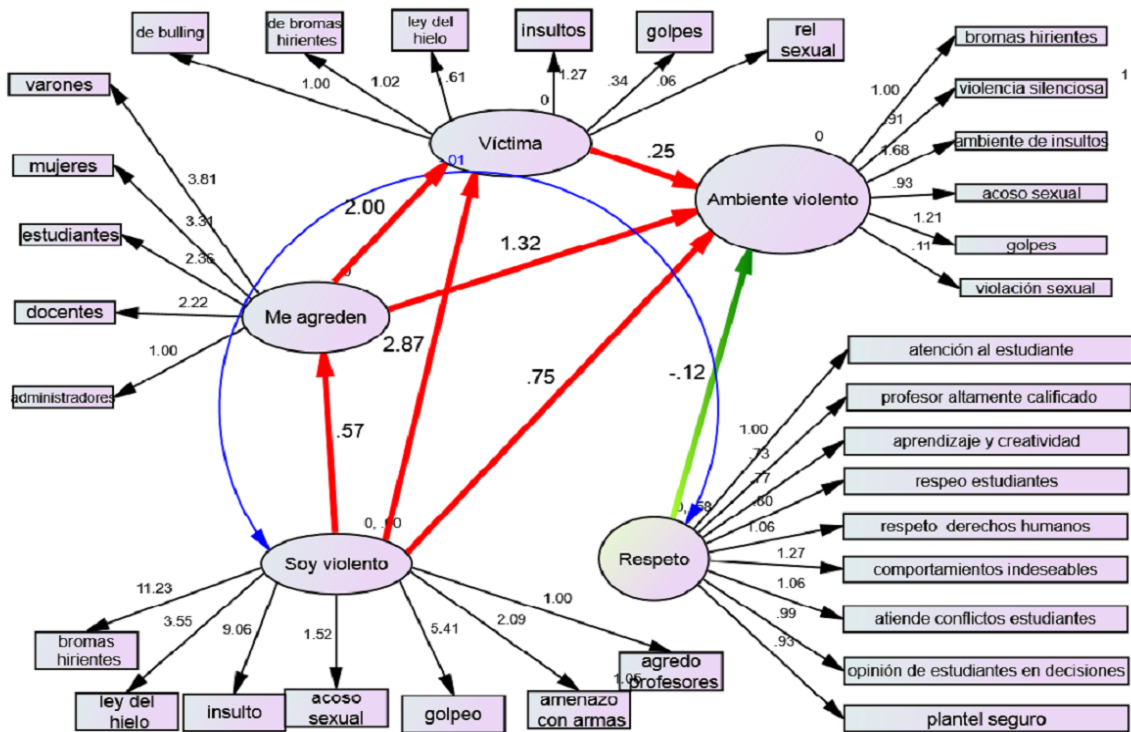 de bulling
de bromas
hirientes
ley del
hielo
insultos
golpes
rel
sexual
1.00
1.02
.61
1.27
.34
.06
0
Víctima
.01
varones
mujeres
estudiantes
docentes
administradores
3.81
3.31
2.36
2.22
1.00
0
Me agreden
bromas hirientes
violencia silenciosa
ambiente de insultos
acoso sexual
golpes
violación sexual
1
1.00
.91
1.68
.93
1.21
.11
0
Ambiente violento
.25
2.00
1.32
2.87
.75
-.12
.57
0, .00
Soy violento
11.23
3.55
9.06
1.52
5.41
2.09
1.00
bromas
hirientes
ley del
hielo
insulto
acoso
sexual
golpeo
amenazo
con armas
agredo
profesores
1.05
0, .58
Respeto
1.00
.73
.77
.80
1.06
1.27
1.06
.99
.93
atención al estudiante
profesor altamente calificado
aprendizaje y creatividad
respeo estudiantes
respeto derechos humanos
comportamientos indeseables
atiende conflictos estudiantes
opinión de estudiantes en decisiones
plantel seguro